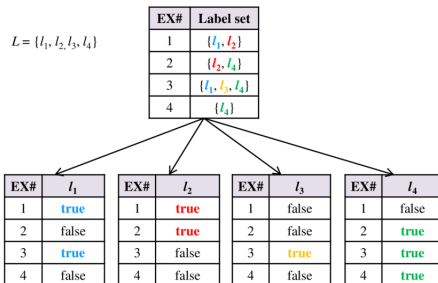 L = {l1, l2, l3, l4}
EX# Label set
1 {l1, l2}
2 {l2, l4}
3 {l1, l3, l4}
4 {l4}
EX# l1 EX# l2 EX# l3 EX# l4
1 true 1 true 1 false 1 false
2 false 2 true 2 false 2 true
3 true 3 false 3 true 3 true
4 false 4 false 4 false 4 true